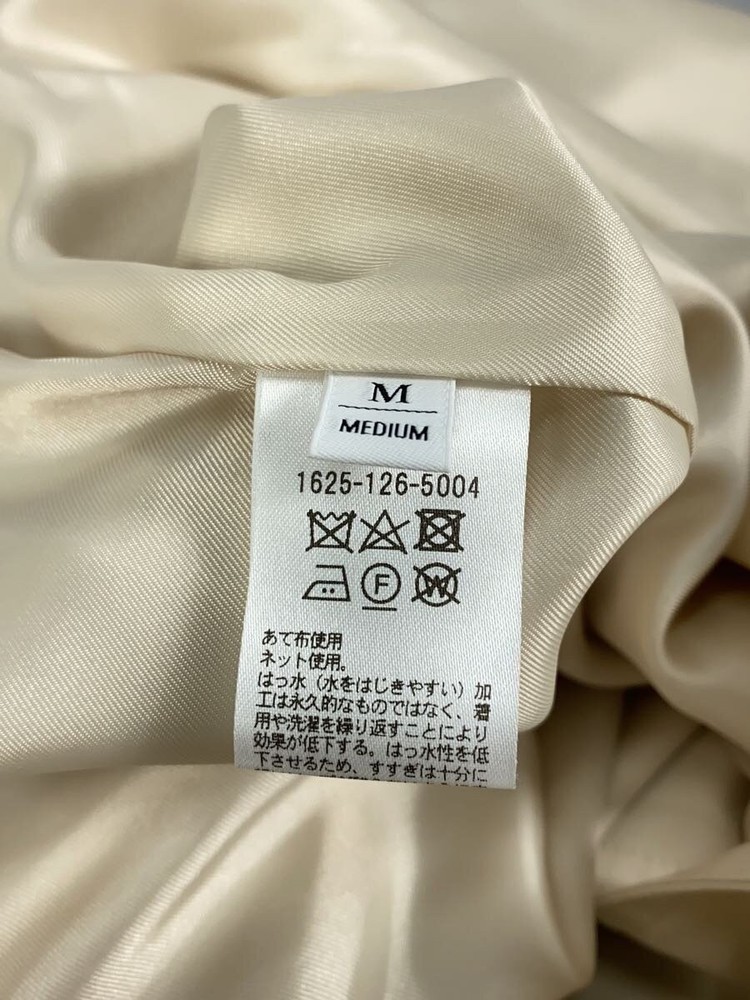 M
MEDIUM
1625-126-5004
F
W
あて布使用
ネット使用。
はっ水（水をはじきやすい）加
工は永久的なものではなく、着
用や洗濯を繰り返すことにより
効果が低下する。はっ水性を低
下させるため、すすぎは十分に